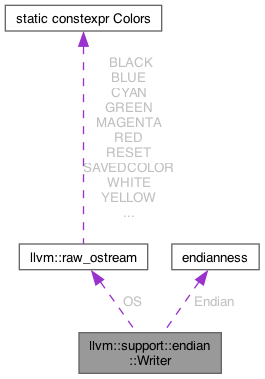 static constexpr Colors
BLACK
BLUE
CYAN
GREEN
MAGENTA
RED
RESET
SAVEDCOLOR
WHITE
YELLOW
...
llvm::raw_ostream
endianness
OS
Endian
llvm::support::endian
::Writer